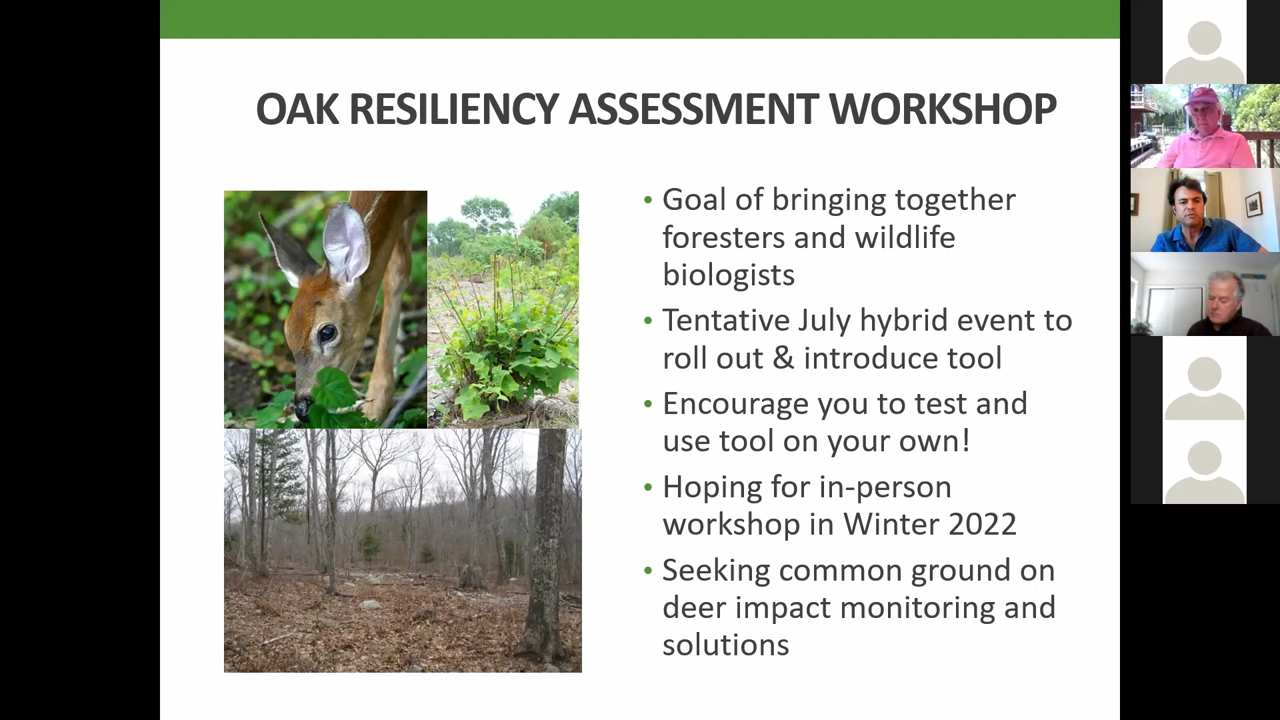 OAK RESILIENCY ASSESSMENT WORKSHOP
• Goal of bringing together
foresters and wildlife
biologists
• Tentative July hybrid event to
roll out & introduce tool
• Encourage you to test and
use tool on your own!
• Hoping for in-person
workshop in Winter 2022
• Seeking common ground on
deer impact monitoring and
solutions